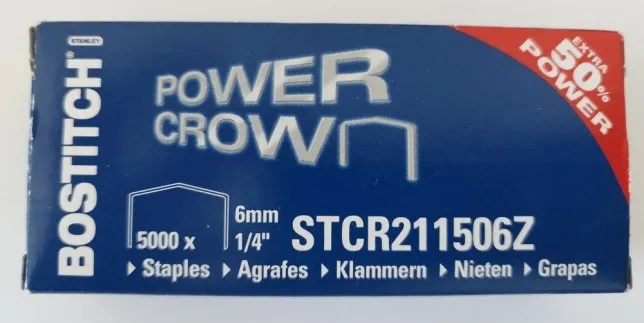 STANLEY
BOSTITCH
POWER
CROWN
EXTRA
50%
POWER
5000 x
6mm
1/4"
STCR211506Z
Staples Agrafes Klammern Nieten Grapas